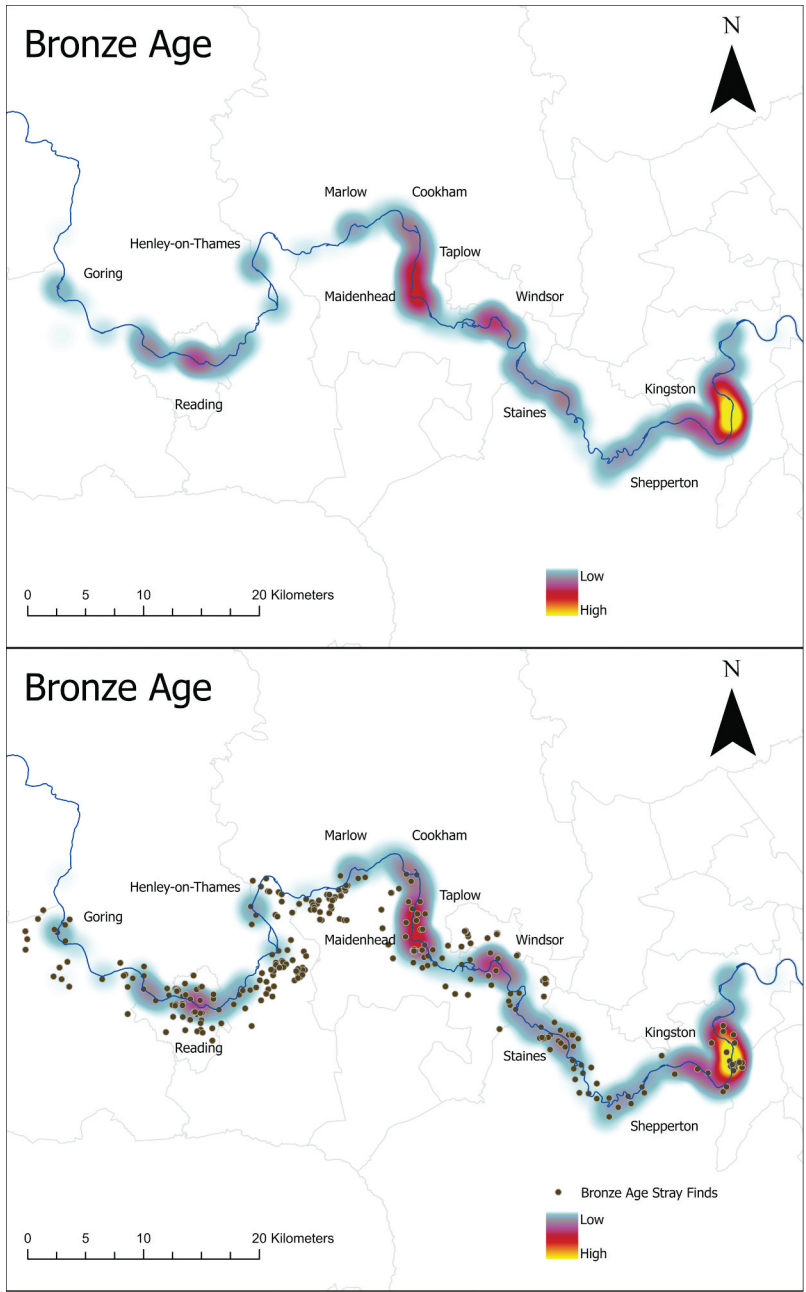 Bronze Age
N
Marlow
Cookham
Henley-on-Thames
Taplow
Goring
Maidenhead
Windsor
Kingston
Reading
Staines
Shepperton
Low
High
0 5 10 20 Kilometers
Bronze Age
N
Marlow
Cookham
Henley-on-Thames
Taplow
Goring
Maidenhead
Windsor
Kingston
Reading
Staines
Shepperton
Bronze Age Stray Finds
Low
High
0 5 10 20 Kilometers